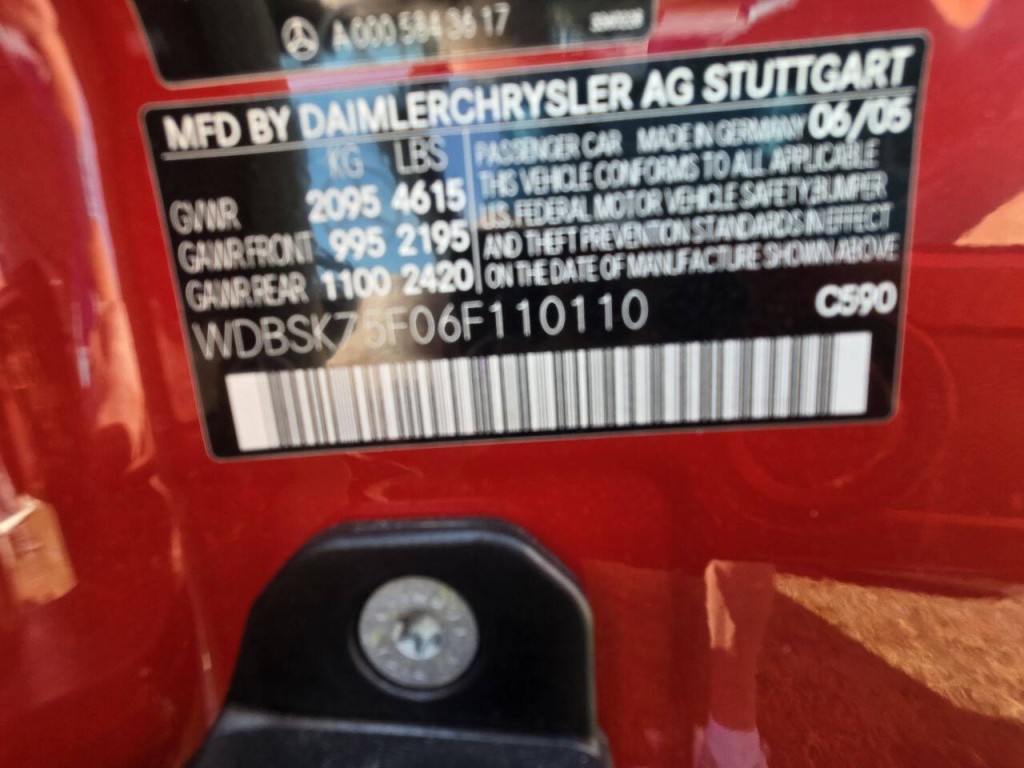 A 000 584 36 17
MFD BY DAIMLERCHRYSLER AG STUTTGART
KG LBS
GVWR 2095 4615
GAWR FRONT 995 2195
GAWR REAR 1100 2420
PASSENGER CAR MADE IN GERMANY 06/05
THIS VEHICLE CONFORMS TO ALL APPLICABLE
U.S. FEDERAL MOTOR VEHICLE SAFETY, BUMPER
AND THEFT PREVENTION STANDARDS IN EFFECT
ON THE DATE OF MANUFACTURE SHOWN ABOVE
WDBSK75F06F110110
C590